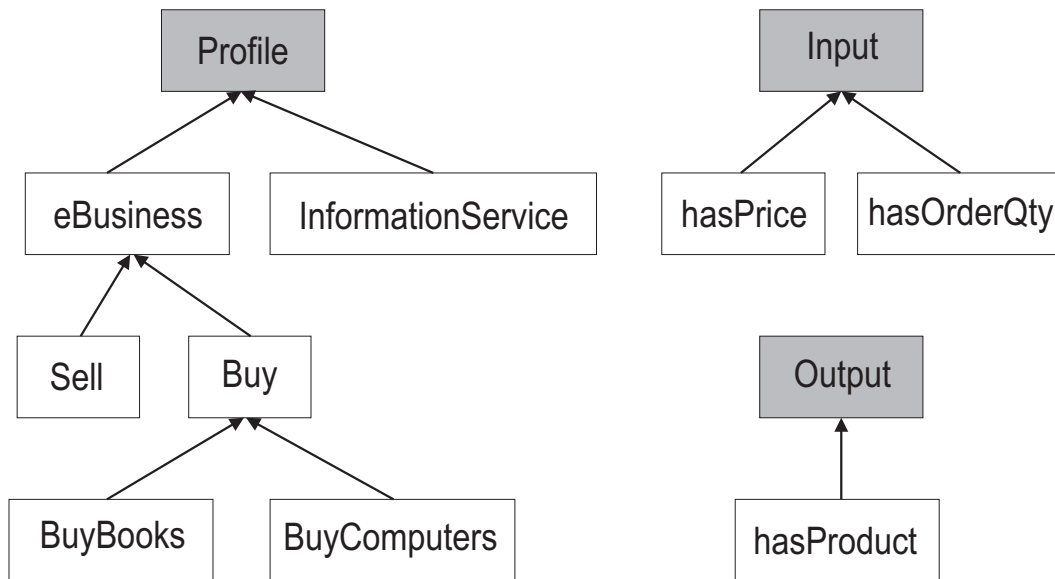 Profile
Input
eBusiness
InformationService
hasPrice
hasOrderQty
Sell
Buy
Output
BuyBooks
BuyComputers
hasProduct